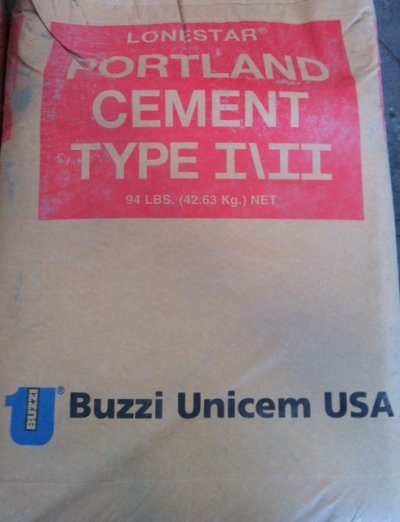 LONESTAR®
PORTLAND
CEMENT
TYPE I\II
94 LBS. (42.63 Kg.) NET
BUZZI
®
Buzzi Unicem USA